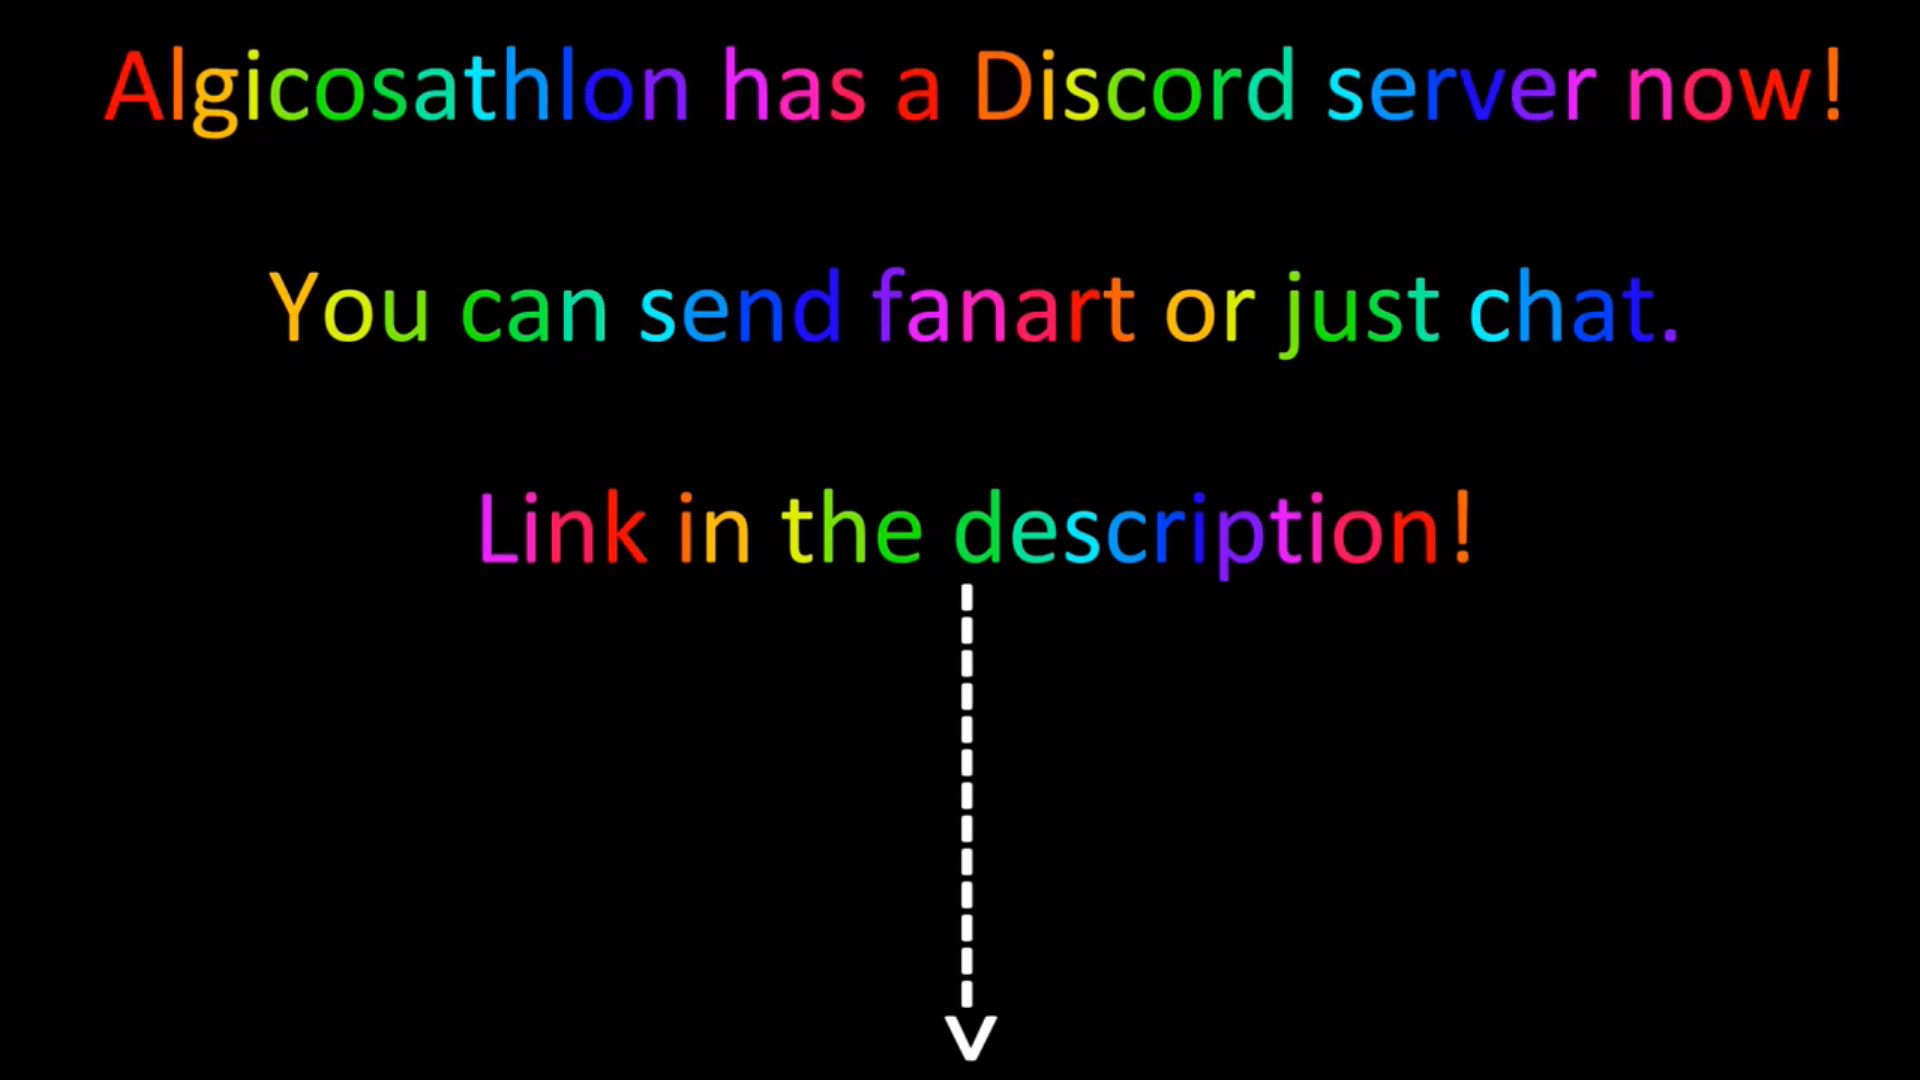 Algicosathlon has a Discord server now!
You can send fanart or just chat.
Link in the description!